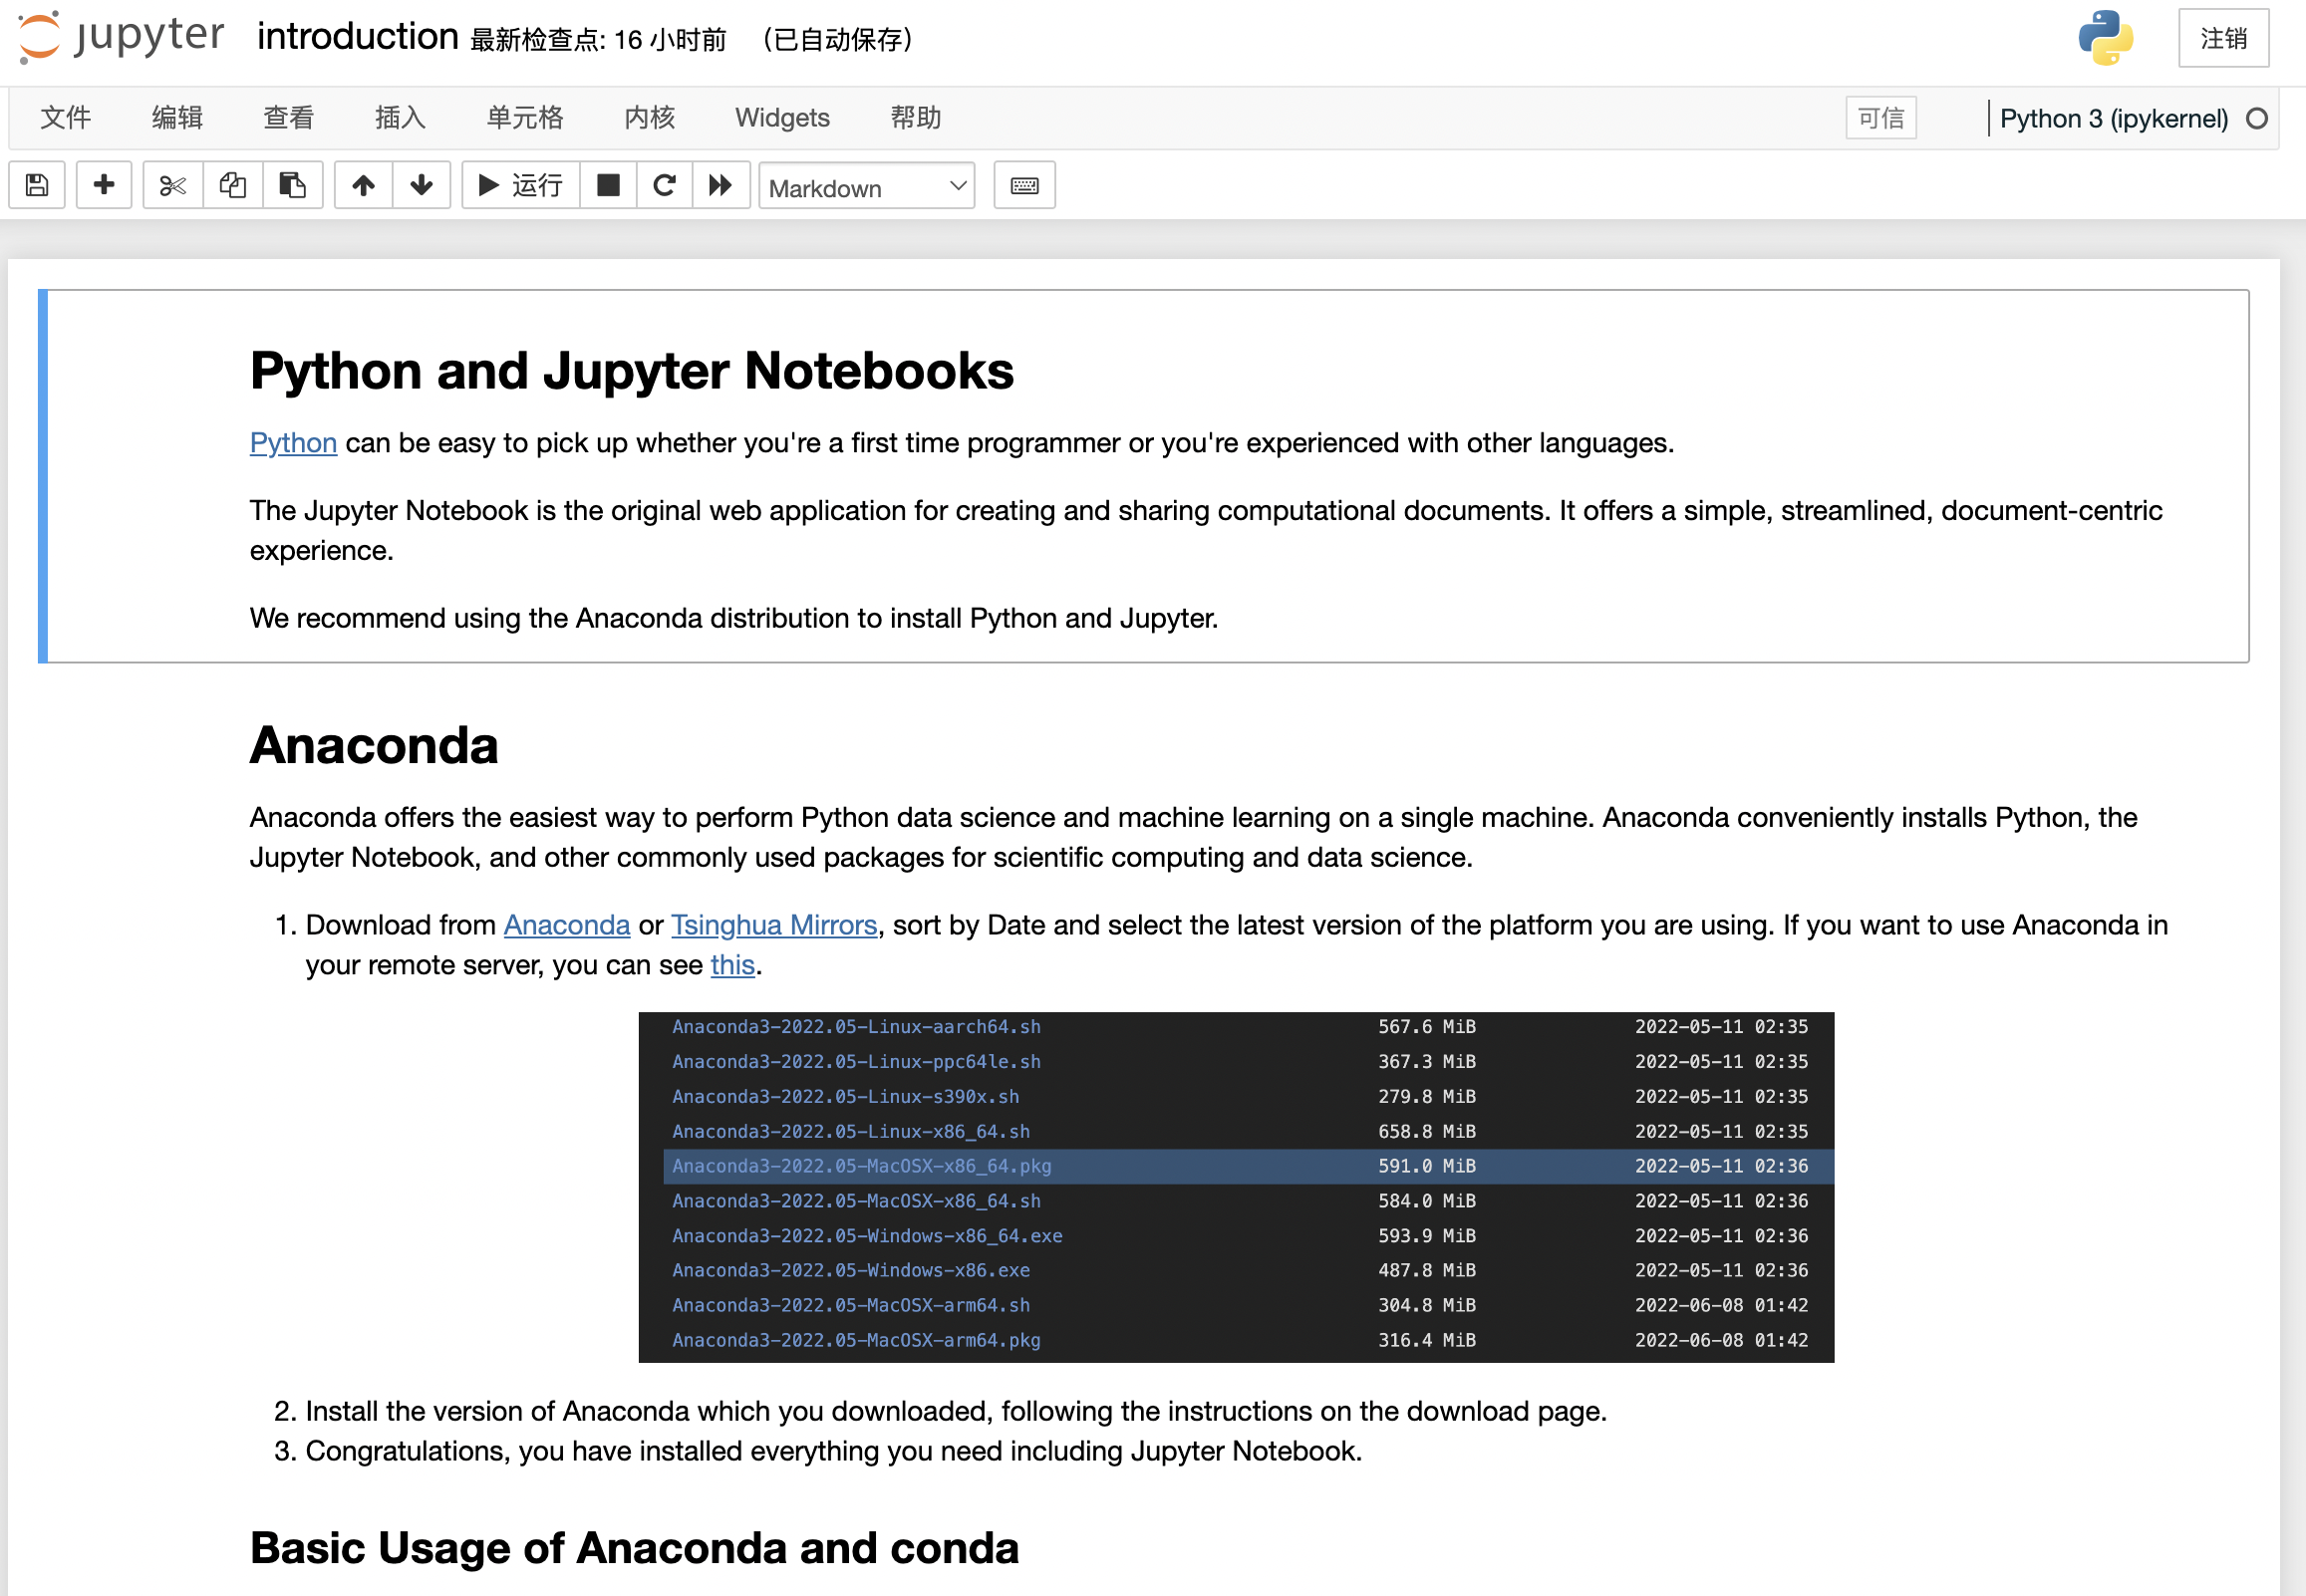 jupyter introduction 最新检查点: 16 小时前 (已自动保存) 注销
文件 编辑 查看 插入 单元格 内核 Widgets 帮助 可信 Python 3 (ipykernel)
运行 Markdown
Python and Jupyter Notebooks
Python can be easy to pick up whether you're a first time programmer or you're experienced with other languages.
The Jupyter Notebook is the original web application for creating and sharing computational documents. It offers a simple, streamlined, document-centric
experience.
We recommend using the Anaconda distribution to install Python and Jupyter.
Anaconda
Anaconda offers the easiest way to perform Python data science and machine learning on a single machine. Anaconda conveniently installs Python, the
Jupyter Notebook, and other commonly used packages for scientific computing and data science.
1. Download from Anaconda or Tsinghua Mirrors, sort by Date and select the latest version of the platform you are using. If you want to use Anaconda in
your remote server, you can see this.
Anaconda3-2022.05-Linux-aarch64.sh 567.6 MiB 2022-05-11 02:35
Anaconda3-2022.05-Linux-ppc64le.sh 367.3 MiB 2022-05-11 02:35
Anaconda3-2022.05-Linux-s390x.sh 279.8 MiB 2022-05-11 02:35
Anaconda3-2022.05-Linux-x86_64.sh 658.8 MiB 2022-05-11 02:35
Anaconda3-2022.05-MacOSX-x86_64.pkg 591.0 MiB 2022-05-11 02:36
Anaconda3-2022.05-MacOSX-x86_64.sh 584.0 MiB 2022-05-11 02:36
Anaconda3-2022.05-Windows-x86_64.exe 593.9 MiB 2022-05-11 02:36
Anaconda3-2022.05-Windows-x86.exe 487.8 MiB 2022-05-11 02:36
Anaconda3-2022.05-MacOSX-arm64.sh 304.8 MiB 2022-06-08 01:42
Anaconda3-2022.05-MacOSX-arm64.pkg 316.4 MiB 2022-06-08 01:42
2. Install the version of Anaconda which you downloaded, following the instructions on the download page.
3. Congratulations, you have installed everything you need including Jupyter Notebook.
Basic Usage of Anaconda and conda